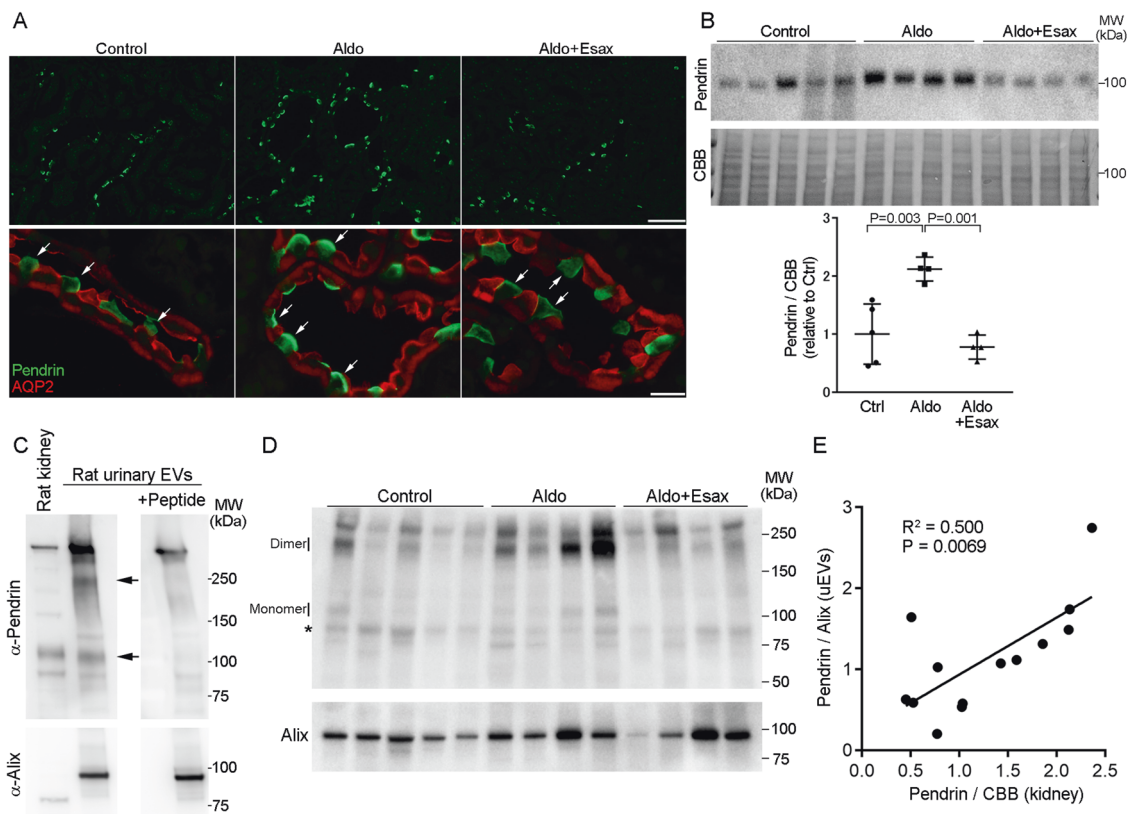 A
Control
Aldo
Aldo+Esax
Pendrin
AQP2
B
Control
Aldo
Aldo+Esax
MW
(kDa)
Pendrin
-100
CBB
-100
P=0.003
P=0.001
Pendrin / CBB
(relative to Ctrl)
3
2
1
0
Ctrl
Aldo
Aldo
+Esax
C
Rat kidney
Rat urinary EVs
+Peptide
MW
(kDa)
α-Pendrin
-250
-150
-100
-75
α-Alix
-100
-75
D
Control
Aldo
Aldo+Esax
MW
(kDa)
Dimer
Monomer
*
-250
-150
-100
-75
-50
Alix
-100
-75
E
R² = 0.500
P = 0.0069
Pendrin / Alix (uEVs)
3
2
1
0
0.0
0.5
1.0
1.5
2.0
2.5
Pendrin / CBB (kidney)